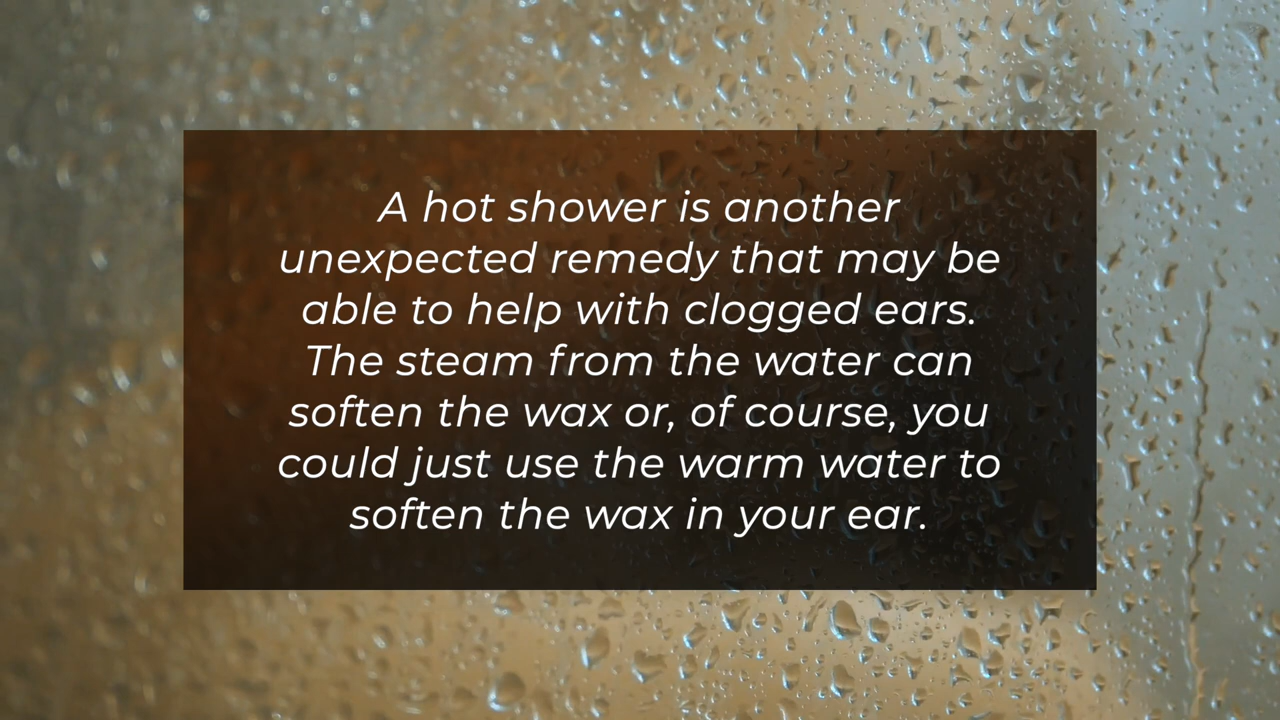 A hot shower is another
unexpected remedy that may be
able to help with clogged ears.
The steam from the water can
soften the wax or, of course, you
could just use the warm water to
soften the wax in your ear.